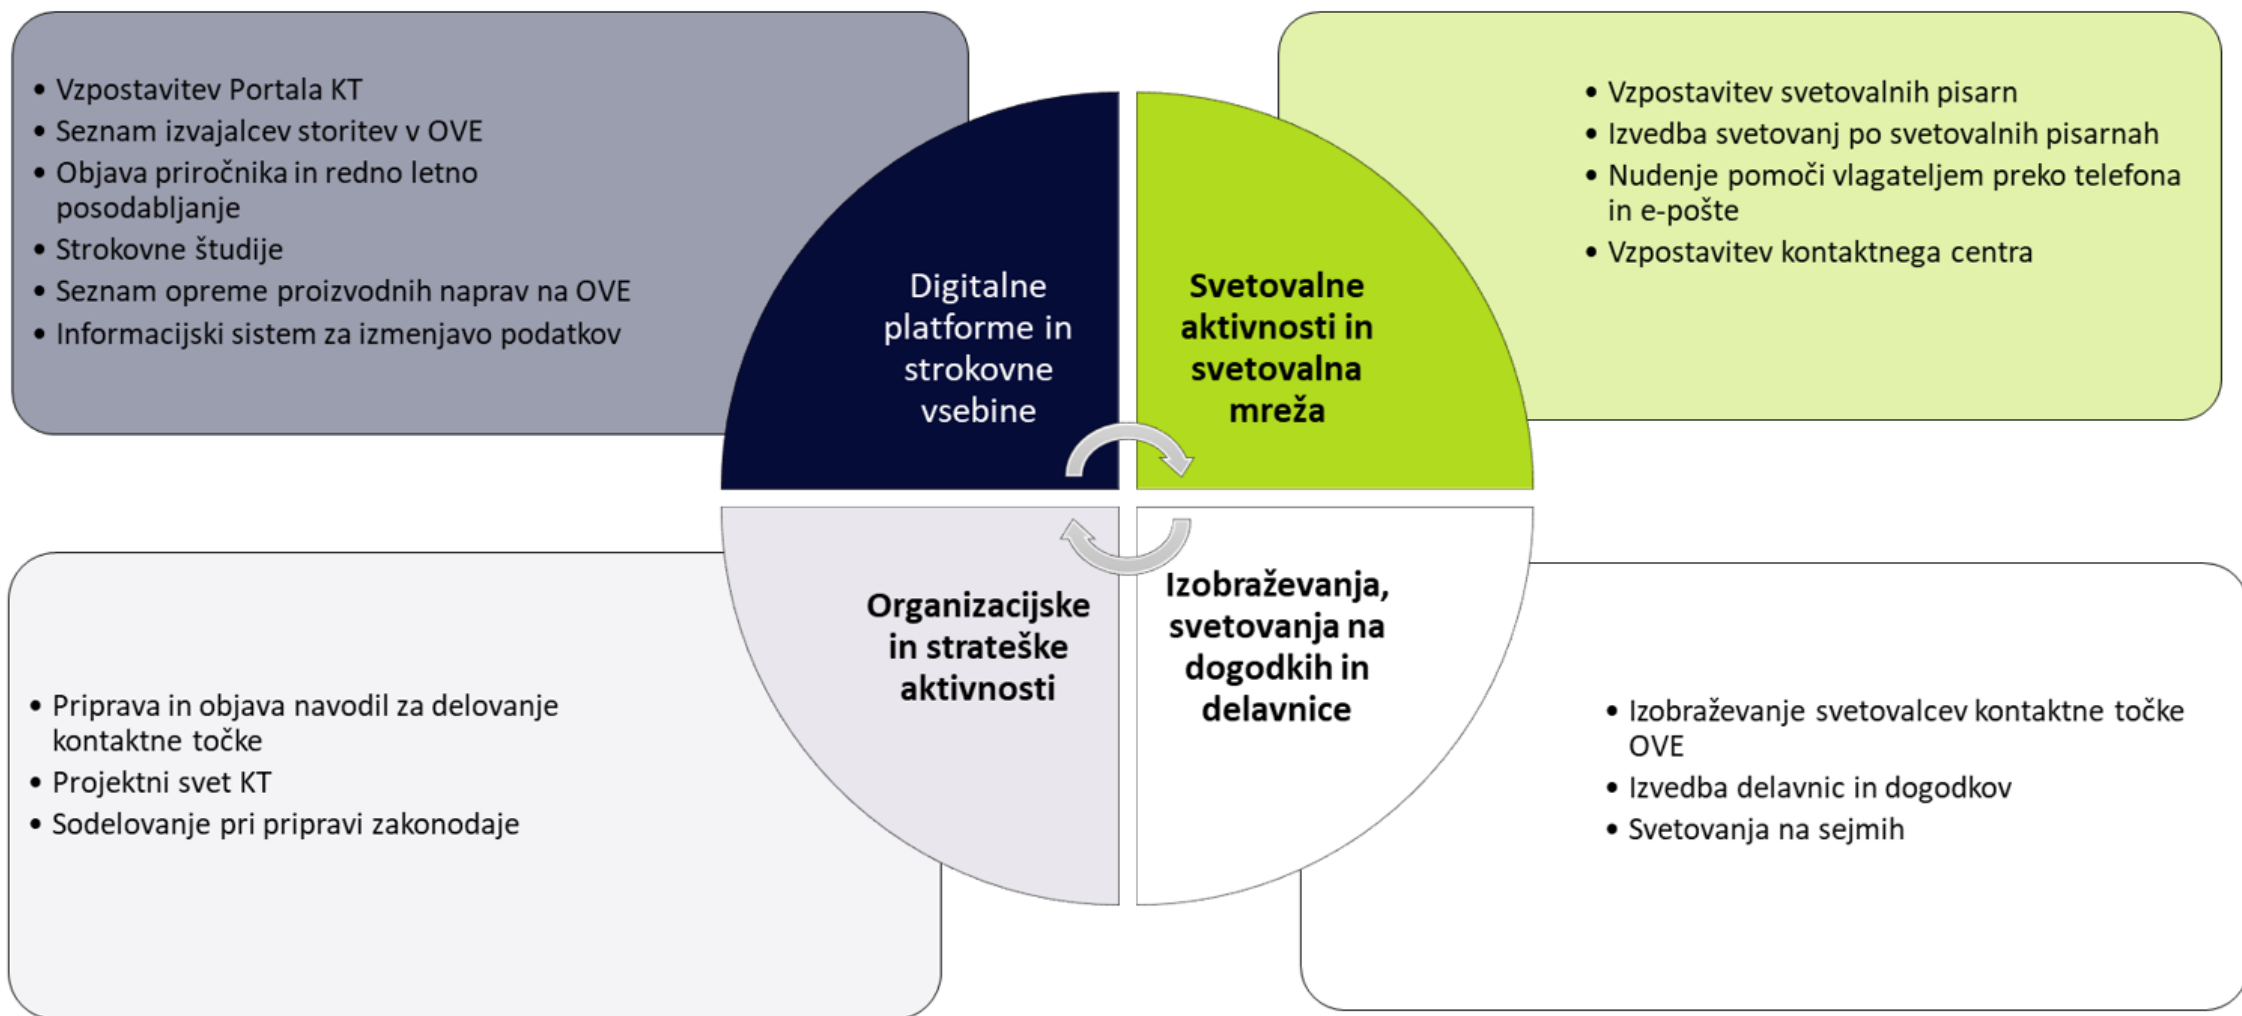 • Vzpostavitev Portala KT
• Seznam izvajalcev storitev v OVE
• Objava priročnika in redno letno
posodabljanje
• Strokovne študije
• Seznam opreme proizvodnih naprav na OVE
• Informacijski sistem za izmenjavo podatkov
Digitalne
platforme in
strokovne
vsebine
Svetovalne
aktivnosti in
svetovalna
mreža
• Vzpostavitev svetovalnih pisarn
• Izvedba svetovanj po svetovalnih pisarnah
• Nudenje pomoči vlagateljem preko telefona
in e-pošte
• Vzpostavitev kontaktnega centra
• Priprava in objava navodil za delovanje
kontaktne točke
• Projektni svet KT
• Sodelovanje pri pripravi zakonodaje
Organizacijske
in strateške
aktivnosti
Izobraževanja,
svetovanja na
dogodkih in
delavnice
• Izobraževanje svetovalcev kontaktne točke
OVE
• Izvedba delavnic in dogodkov
• Svetovanja na sejmih